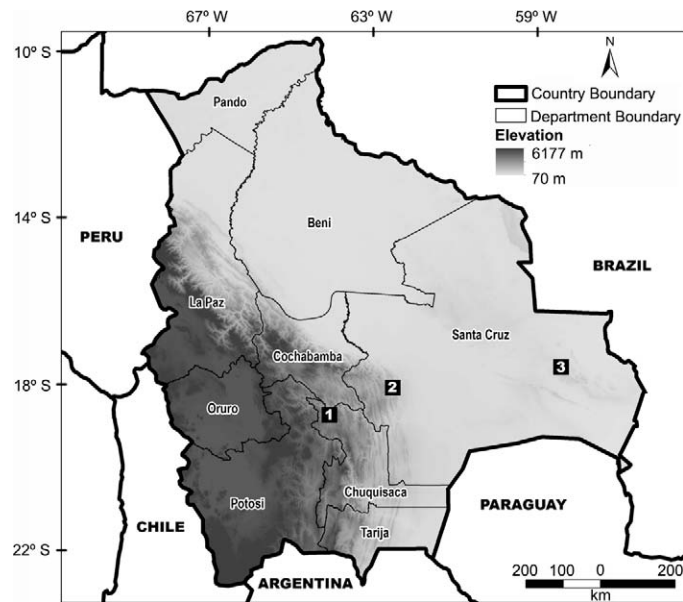 67° W 63° W 59° W
10° S
N
Pando
Country Boundary
Department Boundary
Elevation
6177 m
70 m
14° S
PERU
Beni
BRAZIL
La Paz
Santa Cruz
Cochabamba
3
18° S
2
Oruro
1
Potosi
Chuquisaca
PARAGUAY
CHILE
Tarija
22° S
ARGENTINA
200 100 0 200
km